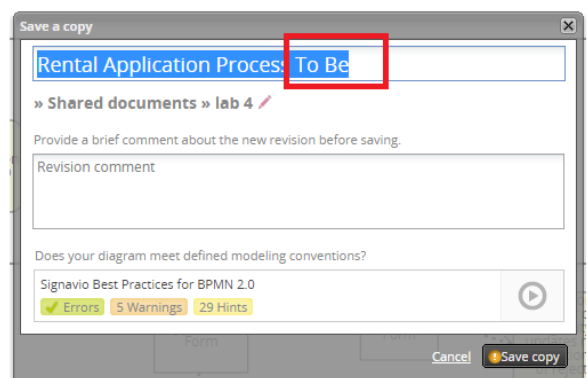 Save a copy
Rental Application Process To Be
» Shared documents » lab 4
Provide a brief comment about the new revision before saving.
Revision comment
Does your diagram meet defined modeling conventions?
Signavio Best Practices for BPMN 2.0
Errors 5 Warnings 29 Hints
Form Form updates
Cancel Save copy